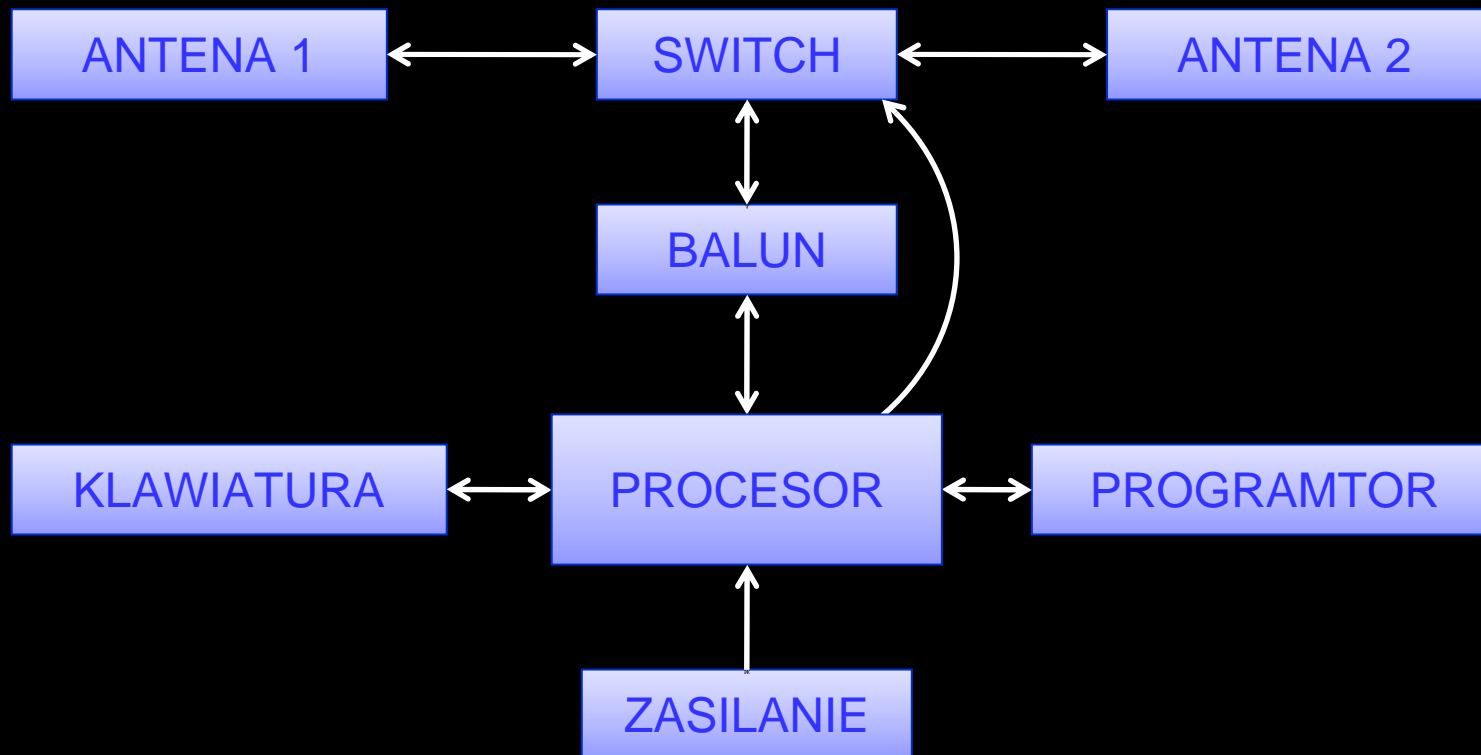 ANTENA 1
SWITCH
ANTENA 2
BALUN
KLAWIATURA
PROCESOR
PROGRAMTOR
ZASILANIE